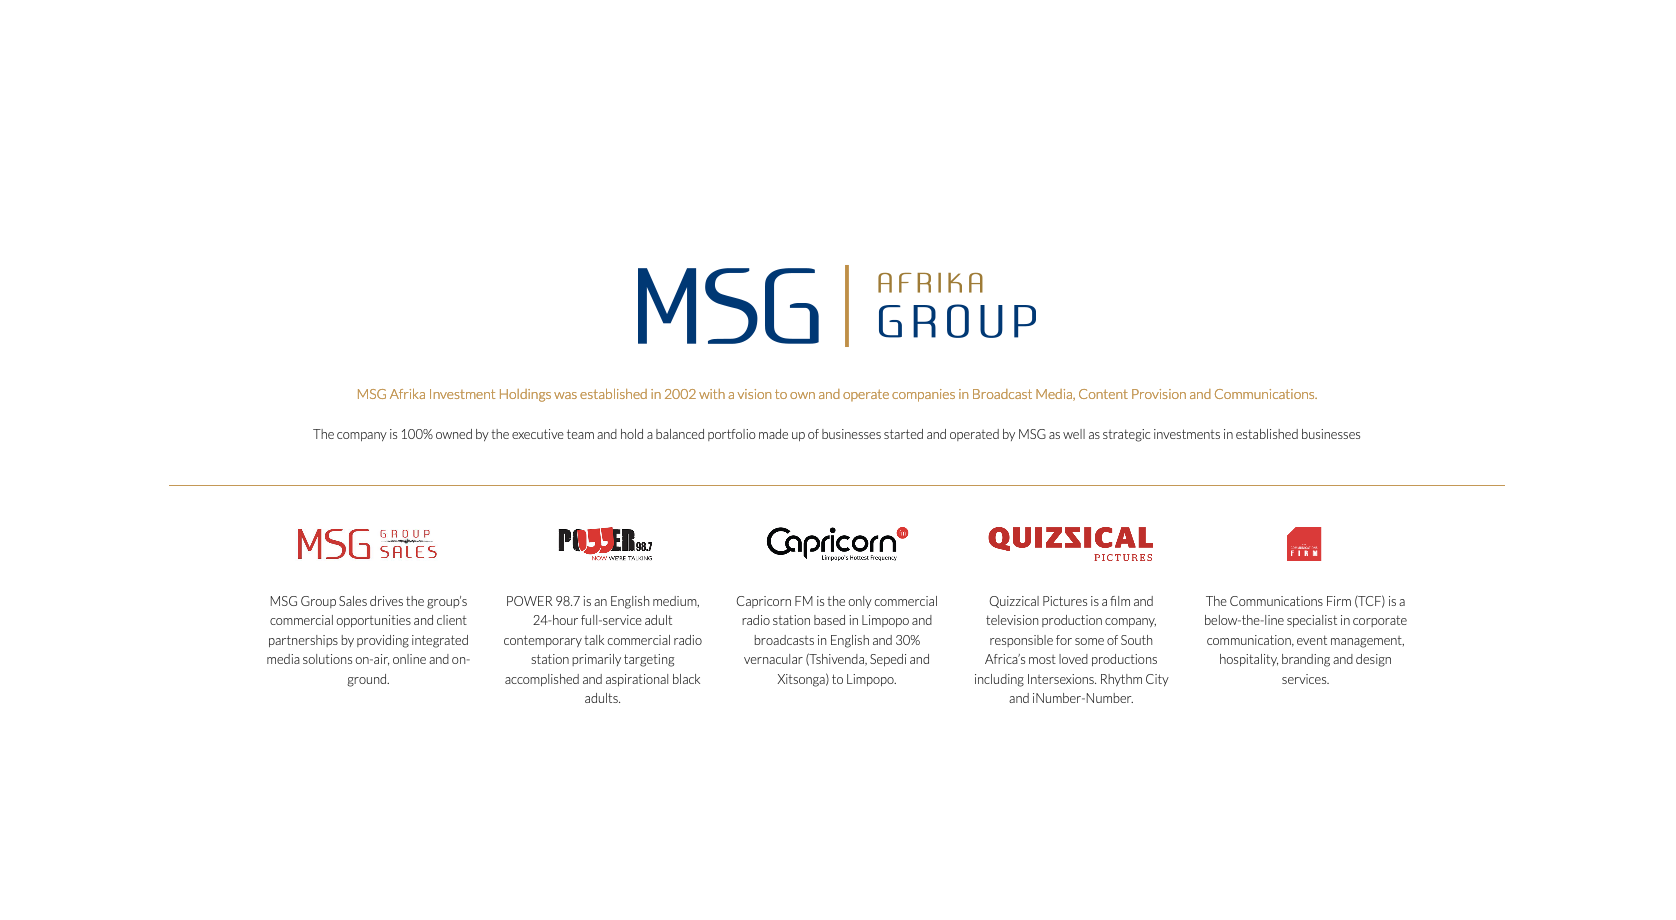 MSG AFRIKA GROUP
MSG Afrika Investment Holdings was established in 2002 with a vision to own and operate companies in Broadcast Media, Content Provision and Communications.
The company is 100% owned by the executive team and hold a balanced portfolio made up of businesses started and operated by MSG as well as strategic investments in established businesses
MSG GROUP SALES
MSG Group Sales drives the group's
commercial opportunities and client
partnerships by providing integrated
media solutions on-air, online and on-
ground.
POWER 98.7
NOW WE'RE TALKING
POWER 98.7 is an English medium,
24-hour full-service adult
contemporary talk commercial radio
station primarily targeting
accomplished and aspirational black
adults.
Capricorn
Limpopo's Hottest Frequency
Capricorn FM is the only commercial
radio station based in Limpopo and
broadcasts in English and 30%
vernacular (Tshivenda, Sepedi and
Xitsonga) to Limpopo.
QUIZZICAL
PICTURES
Quizzical Pictures is a film and
television production company,
responsible for some of South
Africa's most loved productions
including Intersexions. Rhythm City
and iNumber-Number.
FIRM
The Communications Firm (TCF) is a
below-the-line specialist in corporate
communication, event management,
hospitality, branding and design
services.